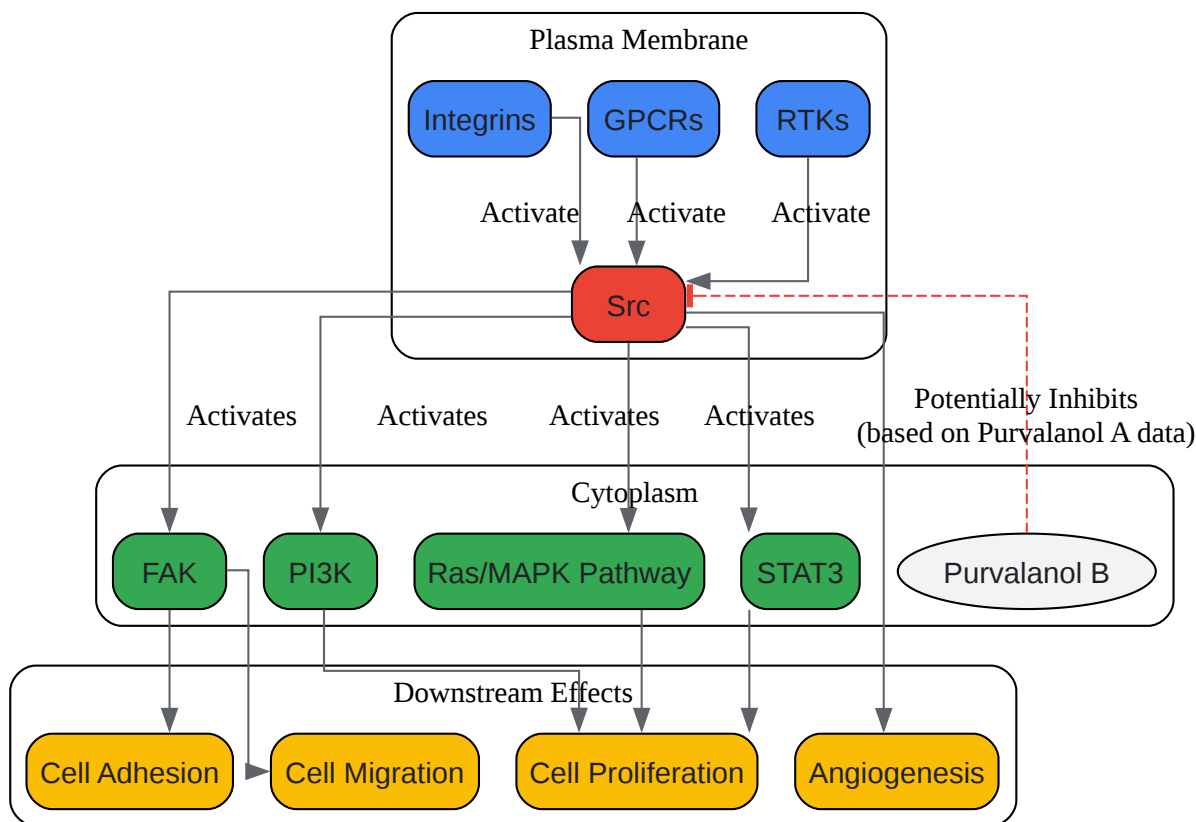 Plasma Membrane
Integrins
GPCRs
RTKs
Activate
Activate
Activate
Src
Activates
Activates
Activates
Activates
Potentially Inhibits
(based on Purvalanol A data)
Cytoplasm
FAK
PI3K
Ras/MAPK Pathway
STAT3
Purvalanol B
Downstream Effects
Cell Adhesion
Cell Migration
Cell Proliferation
Angiogenesis